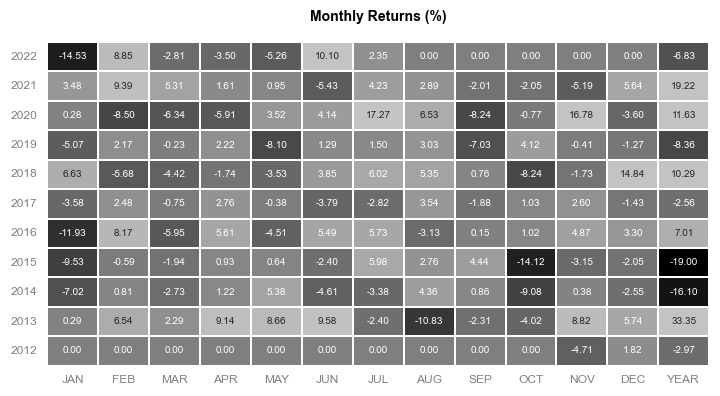 Monthly Returns (%)
2022 -14.53 8.85 -2.81 -3.50 -5.26 10.10 2.35 0.00 0.00 0.00 0.00 0.00 -6.83
2021 3.48 9.39 5.31 1.61 0.95 -5.43 4.23 2.89 -2.01 -2.05 -5.19 5.64 19.22
2020 0.28 -8.50 -6.34 -5.91 3.52 4.14 17.27 6.53 -8.24 -0.77 16.78 -3.60 11.63
2019 -5.07 2.17 -0.23 2.22 -8.10 1.29 1.50 3.03 -7.03 4.12 -0.41 -1.27 -8.36
2018 6.63 -5.68 -4.42 -1.74 -3.53 3.85 6.02 5.35 0.76 -8.24 -1.73 14.84 10.29
2017 -3.58 2.48 -0.75 2.76 -0.38 -3.79 -2.82 3.54 -1.88 1.03 2.60 -1.43 -2.56
2016 -11.93 8.17 -5.95 5.61 -4.51 5.49 5.73 -3.13 0.15 1.02 4.87 3.30 7.01
2015 -9.53 -0.59 -1.94 0.93 0.64 -2.40 5.98 2.76 4.44 -14.12 -3.15 -2.05 -19.00
2014 -7.02 0.81 -2.73 1.22 5.38 -4.61 -3.38 4.36 0.86 -9.08 0.38 -2.55 -16.10
2013 0.29 6.54 2.29 9.14 8.66 9.58 -2.40 -10.83 -2.31 -4.02 8.82 5.74 33.35
2012 0.00 0.00 0.00 0.00 0.00 0.00 0.00 0.00 0.00 0.00 -4.71 1.82 -2.97
JAN FEB MAR APR MAY JUN JUL AUG SEP OCT NOV DEC YEAR